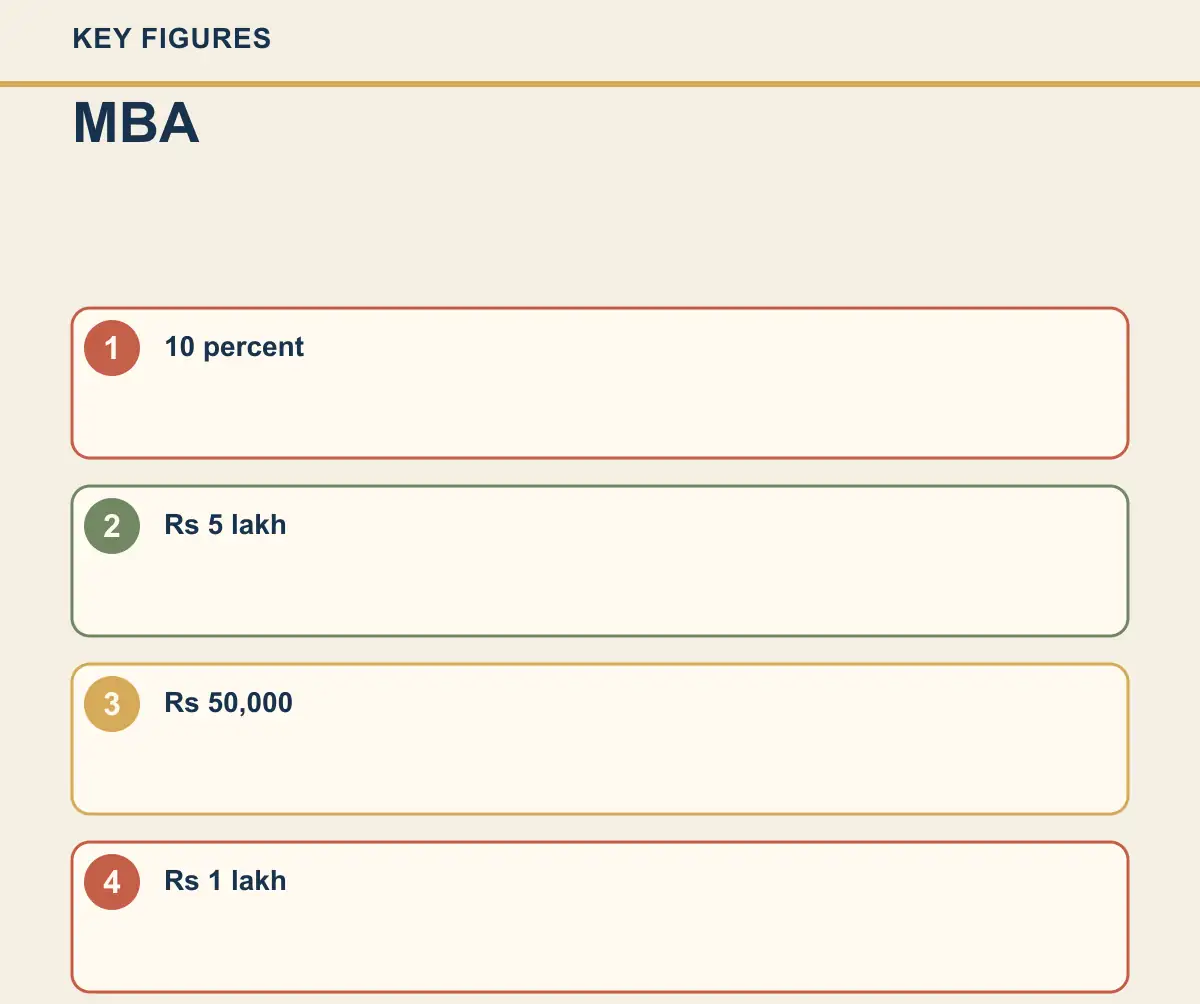 KEY FIGURES
MBA
1 10 percent
2 Rs 5 lakh
3 Rs 50,000
4 Rs 1 lakh